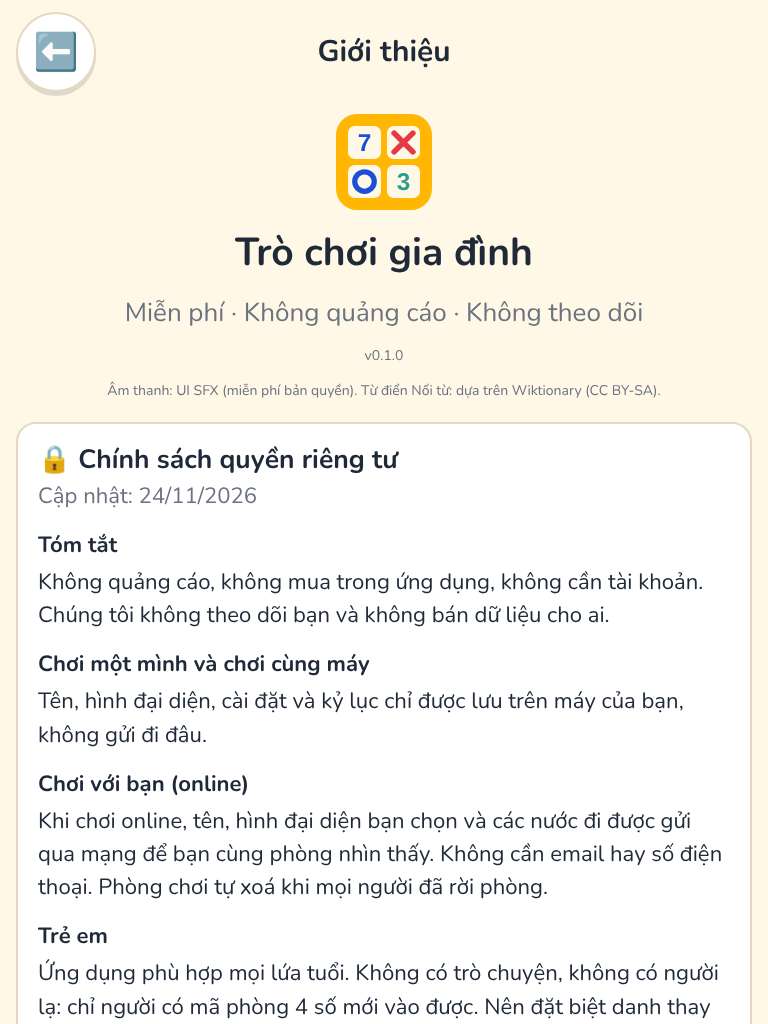 Giới thiệu
7
3
Trò chơi gia đình
Miễn phí · Không quảng cáo · Không theo dõi
v0.1.0
Âm thanh: UI SFX (miễn phí bản quyền). Từ điển Nối từ: dựa trên Wiktionary (CC BY-SA).
🔒 Chính sách quyền riêng tư
Cập nhật: 24/11/2026
Tóm tắt
Không quảng cáo, không mua trong ứng dụng, không cần tài khoản.
Chúng tôi không theo dõi bạn và không bán dữ liệu cho ai.
Chơi một mình và chơi cùng máy
Tên, hình đại diện, cài đặt và kỷ lục chỉ được lưu trên máy của bạn,
không gửi đi đâu.
Chơi với bạn (online)
Khi chơi online, tên, hình đại diện bạn chọn và các nước đi được gửi
qua mạng để bạn cùng phòng nhìn thấy. Không cần email hay số điện
thoại. Phòng chơi tự xoá khi mọi người đã rời phòng.
Trẻ em
Ứng dụng phù hợp mọi lứa tuổi. Không có trò chuyện, không có người
lạ: chỉ người có mã phòng 4 số mới vào được. Nên đặt biệt danh thay